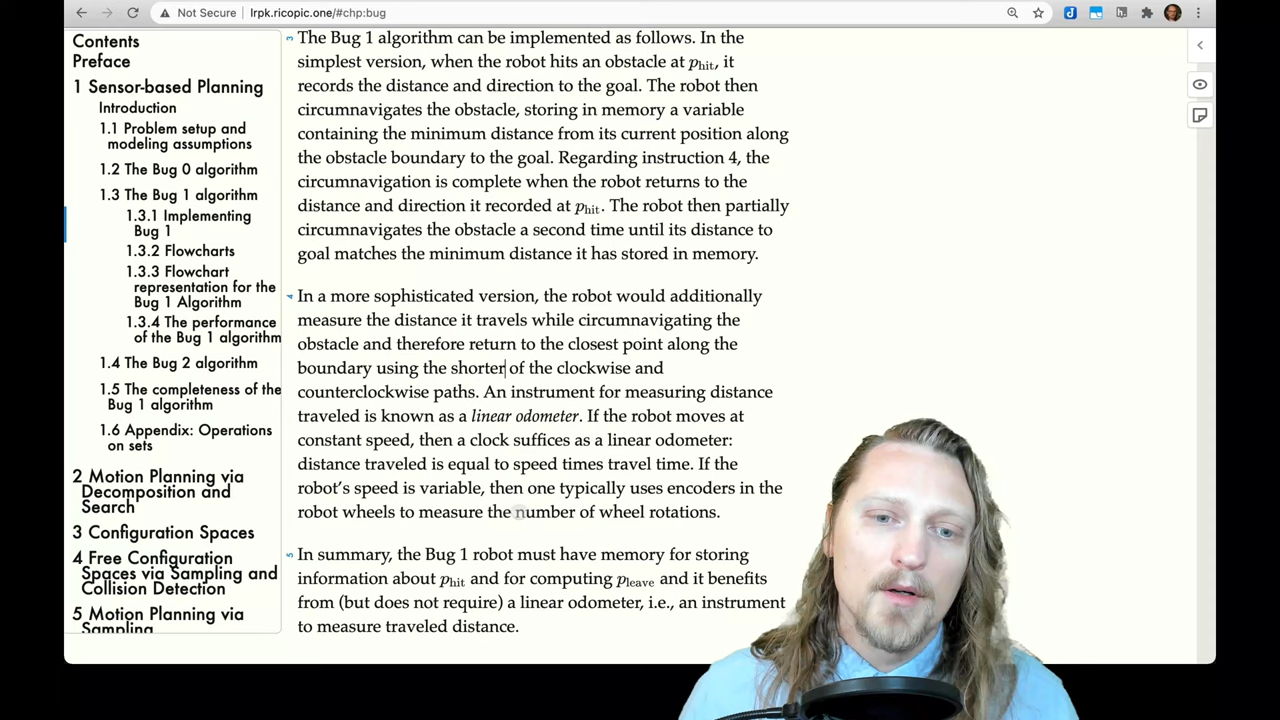 Not Secure | lrpk.ricopic.one/#chp:bug
Contents
Preface
1 Sensor-based Planning
Introduction
1.1 Problem setup and
modeling assumptions
1.2 The Bug 0 algorithm
1.3 The Bug 1 algorithm
1.3.1 Implementing
Bug 1
1.3.2 Flowcharts
1.3.3 Flowchart
representation for the
Bug 1 Algorithm
1.3.4 The performance
of the Bug 1 algorithm
1.4 The Bug 2 algorithm
1.5 The completeness of the
Bug 1 algorithm
1.6 Appendix: Operations
on sets
2 Motion Planning via
Decomposition and
Search
3 Configuration Spaces
4 Free Configuration
Spaces via Sampling and
Collision Detection
5 Motion Planning via
Sampling
3 The Bug 1 algorithm can be implemented as follows. In the
simplest version, when the robot hits an obstacle at phit, it
records the distance and direction to the goal. The robot then
circumnavigates the obstacle, storing in memory a variable
containing the minimum distance from its current position along
the obstacle boundary to the goal. Regarding instruction 4, the
circumnavigation is complete when the robot returns to the
distance and direction it recorded at phit. The robot then partially
circumnavigates the obstacle a second time until its distance to
goal matches the minimum distance it has stored in memory.
4 In a more sophisticated version, the robot would additionally
measure the distance it travels while circumnavigating the
obstacle and therefore return to the closest point along the
boundary using the shorter of the clockwise and
counterclockwise paths. An instrument for measuring distance
traveled is known as a linear odometer. If the robot moves at
constant speed, then a clock suffices as a linear odometer:
distance traveled is equal to speed times travel time. If the
robot's speed is variable, then one typically uses encoders in the
robot wheels to measure the number of wheel rotations.
5 In summary, the Bug 1 robot must have memory for storing
information about phit and for computing pleave and it benefits
from (but does not require) a linear odometer, i.e., an instrument
to measure traveled distance.